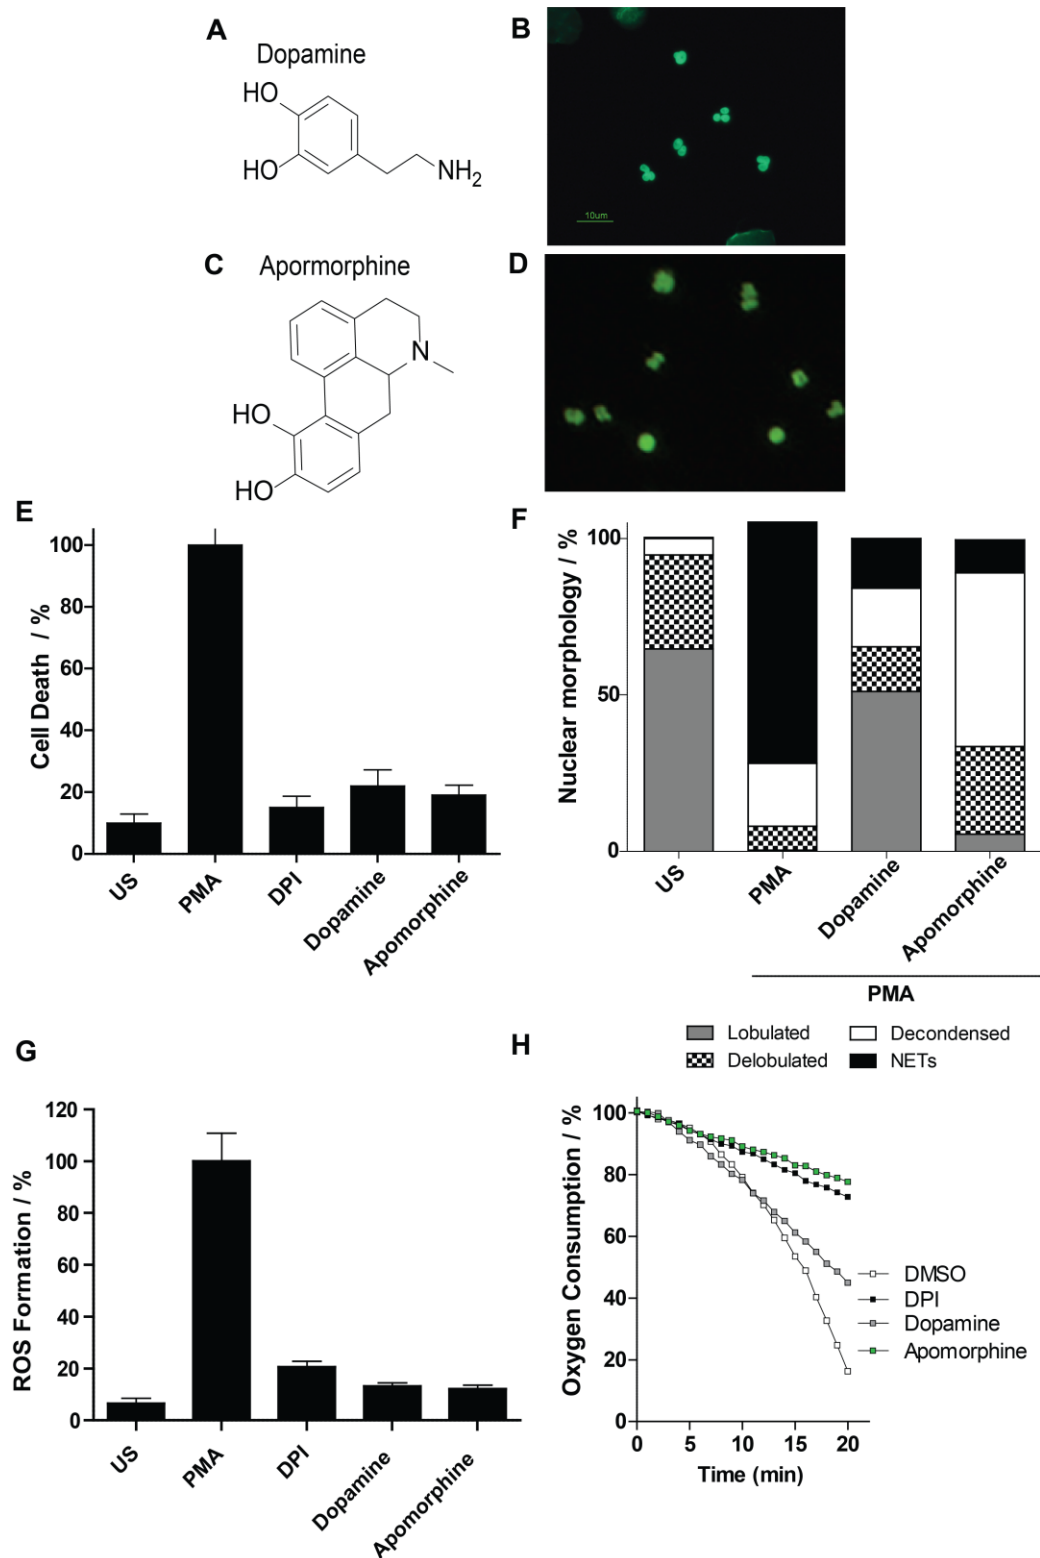 A
Dopamine
HO
HO
NH2
B
10um
C
Apormorphine
N
HO
HO
D
E
Cell Death / %
100
80
60
40
20
0
US
PMA
DPI
Dopamine
Apomorphine
F
Nuclear morphology / %
100
50
0
US
PMA
Dopamine
Apomorphine
PMA
Lobulated
Decondensed
Delobulated
NETs
G
ROS Formation / %
120
100
80
60
40
20
0
US
PMA
DPI
Dopamine
Apomorphine
H
Oxygen Consumption / %
100
80
60
40
20
0
0 5 10 15 20
Time (min)
DMSO
DPI
Dopamine
Apomorphine